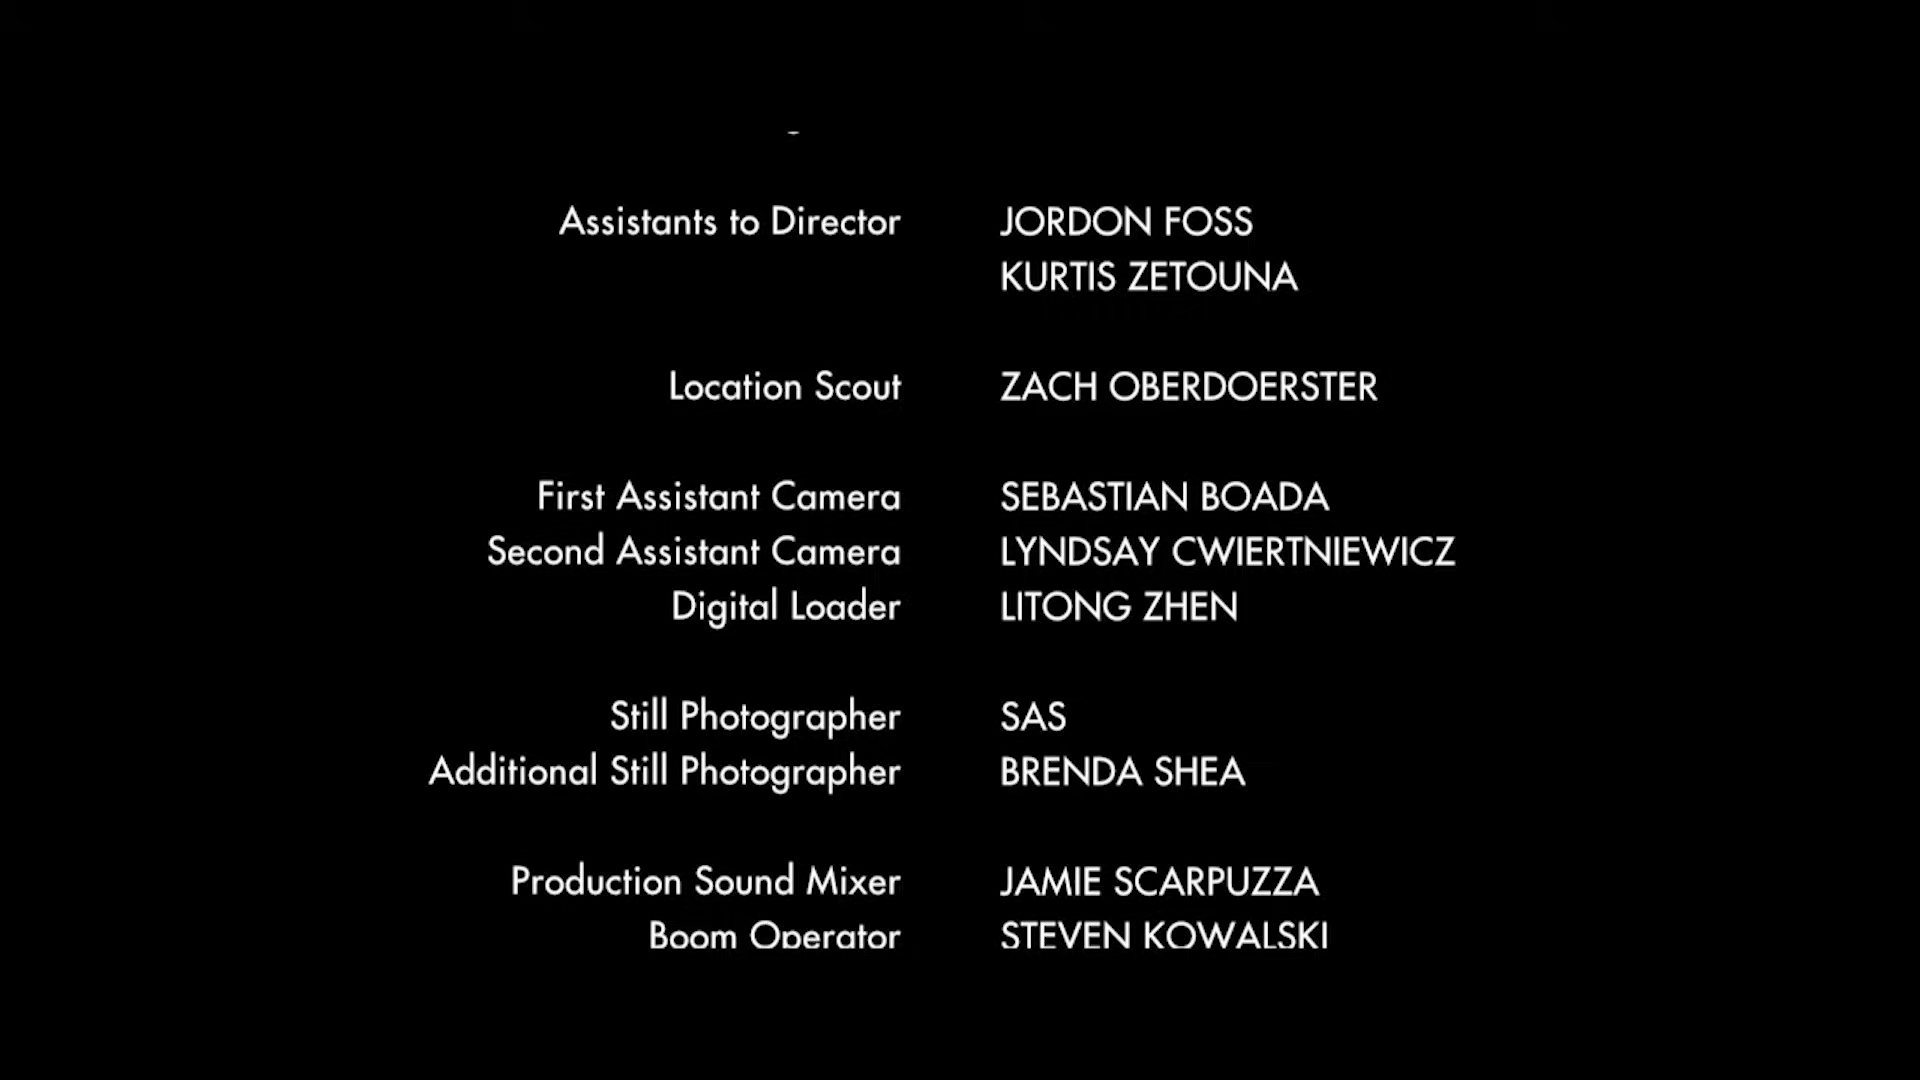 Assistants to Director JORDON FOSS
KURTIS ZETOUNA
Location Scout ZACH OBERDOERSTER
First Assistant Camera SEBASTIAN BOADA
Second Assistant Camera LYNDSAY CWIERTNIEWICZ
Digital Loader LITONG ZHEN
Still Photographer SAS
Additional Still Photographer BRENDA SHEA
Production Sound Mixer JAMIE SCARPUZZA
Boom Operator STEVEN KOWALSKI